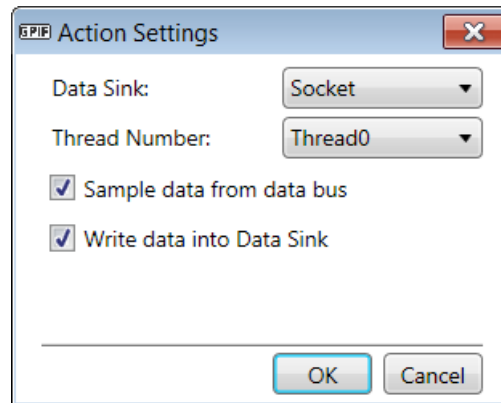 GPIF Action Settings
Data Sink: Socket
Thread Number: Thread0
Sample data from data bus
Write data into Data Sink
OK Cancel